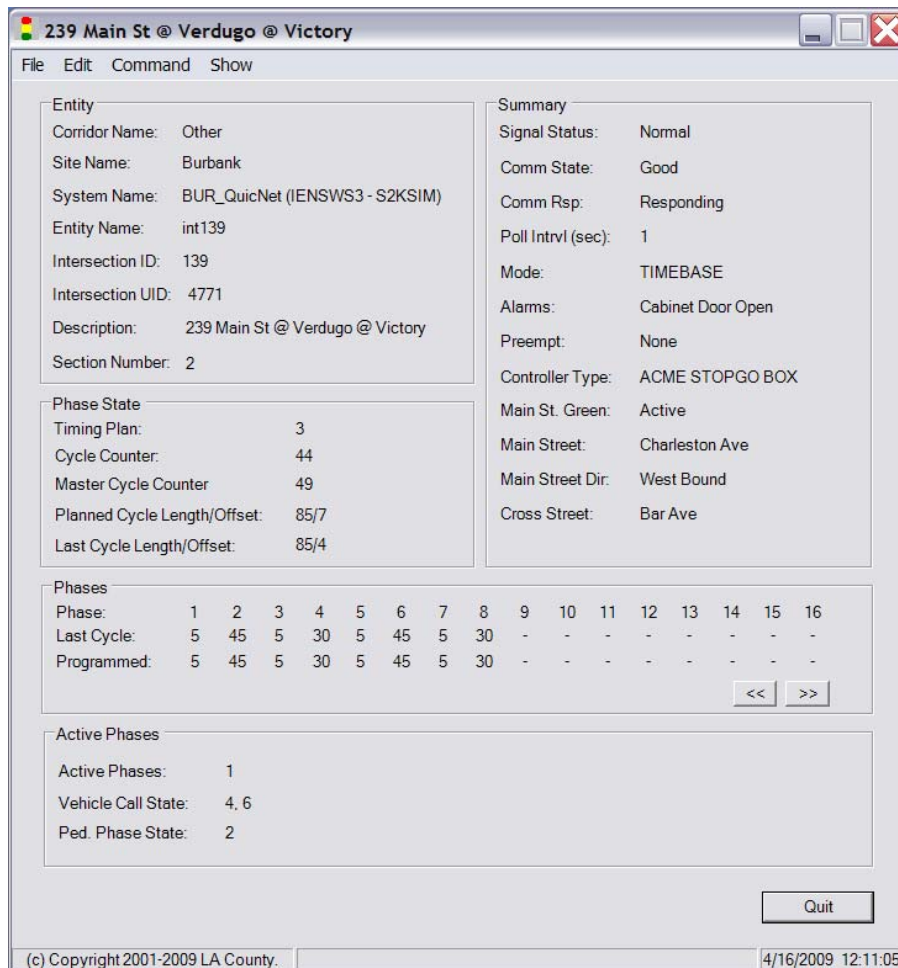 239 Main St @ Verdugo @ Victory
File Edit Command Show
Entity
Corridor Name: Other
Site Name: Burbank
System Name: BUR_QuicNet (IENSWS3 - S2KSIM)
Entity Name: int139
Intersection ID: 139
Intersection UID: 4771
Description: 239 Main St @ Verdugo @ Victory
Section Number: 2
Summary
Signal Status: Normal
Comm State: Good
Comm Rsp: Responding
Poll Intrvl (sec): 1
Mode: TIMEBASE
Alarms: Cabinet Door Open
Preempt: None
Controller Type: ACME STOPGO BOX
Main St. Green: Active
Main Street: Charleston Ave
Main Street Dir: West Bound
Cross Street: Bar Ave
Phase State
Timing Plan: 3
Cycle Counter: 44
Master Cycle Counter 49
Planned Cycle Length/Offset: 85/7
Last Cycle Length/Offset: 85/4
Phases
Phase: 1 2 3 4 5 6 7 8 9 10 11 12 13 14 15 16
Last Cycle: 5 45 5 30 5 45 5 30 - - - - - - - -
Programmed: 5 45 5 30 5 45 5 30 - - - - - - - -
<< >>
Active Phases
Active Phases: 1
Vehicle Call State: 4, 6
Ped. Phase State: 2
Quit
(c) Copyright 2001-2009 LA County. 4/16/2009 12:11:05